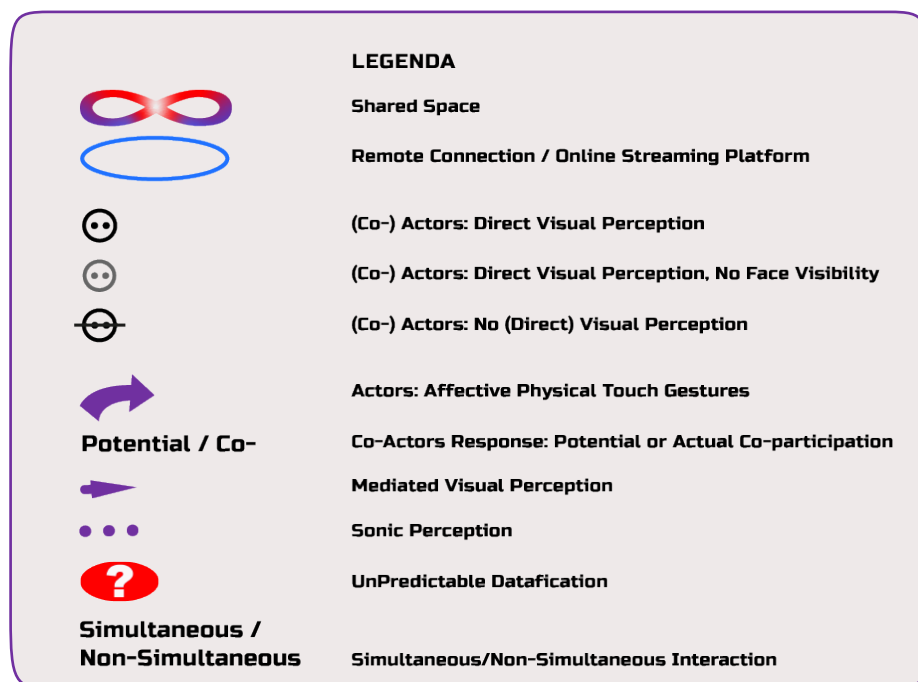 LEGENDA
Shared Space
Remote Connection / Online Streaming Platform
(Co-) Actors: Direct Visual Perception
(Co-) Actors: Direct Visual Perception, No Face Visibility
(Co-) Actors: No (Direct) Visual Perception
Actors: Affective Physical Touch Gestures
Potential / Co- Co-Actors Response: Potential or Actual Co-participation
Mediated Visual Perception
Sonic Perception
? UnPredictable Datafication
Simultaneous /
Non-Simultaneous Simultaneous/Non-Simultaneous Interaction